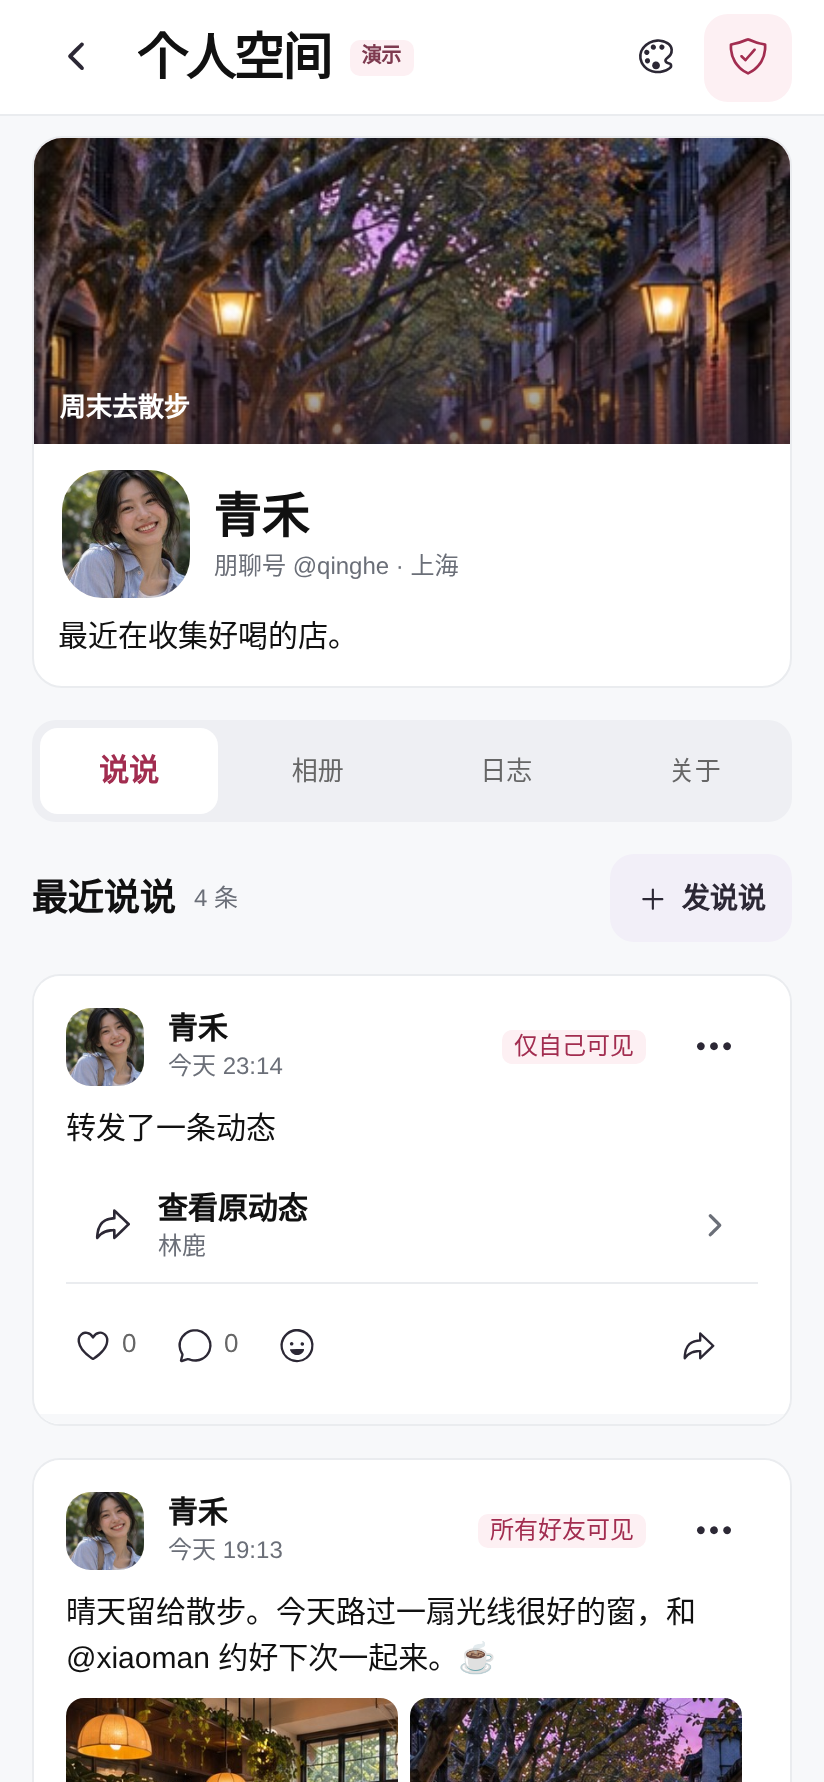 个人空间 演示
周末去散步
青禾
朋聊号 @qinghe · 上海
最近在收集好喝的店。
说说 相册 日志 关于
最近说说 4 条 发说说
青禾
今天 23:14
仅自己可见
转发了一条动态
查看原动态
林鹿
0 0
青禾
今天 19:13
所有好友可见
晴天留给散步。今天路过一扇光线很好的窗，和
@xiaoman 约好下次一起来。☕